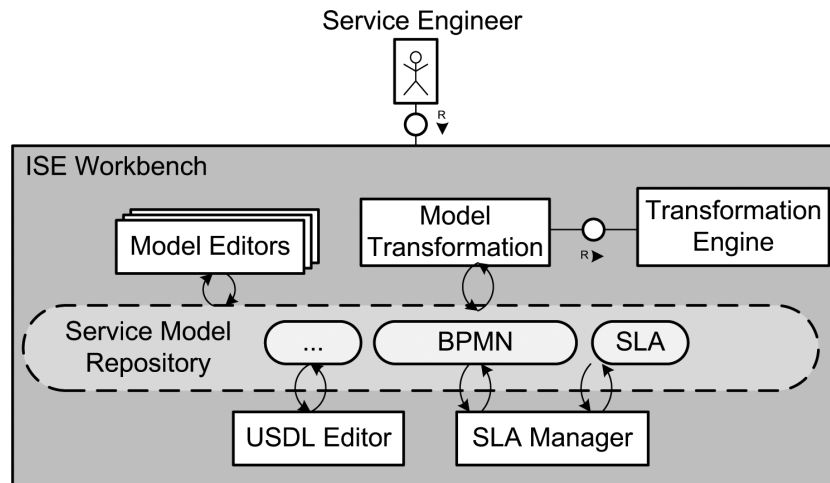 Service Engineer
R
ISE Workbench
Model Editors
Model
Transformation
R
Transformation
Engine
Service Model
Repository
...
BPMN
SLA
USDL Editor
SLA Manager